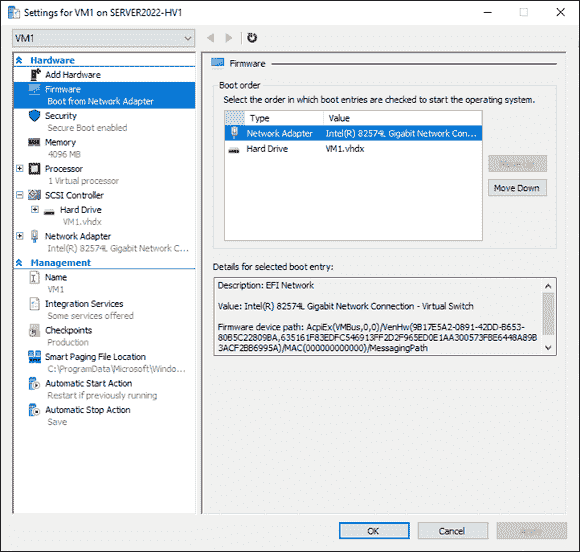 Settings for VM1 on SERVER2022-HV1
VM1
Hardware
Add Hardware
Firmware
Boot from Network Adapter
Security
Secure Boot enabled
Memory
4096 MB
Processor
1 Virtual processor
SCSI Controller
Hard Drive
VM1.vhdx
Network Adapter
Intel(R) 82574L Gigabit Network C...
Management
Name
VM1
Integration Services
Some services offered
Checkpoints
Production
Smart Paging File Location
C:\ProgramData\Microsoft\Windo...
Automatic Start Action
Restart if previously running
Automatic Stop Action
Save
Firmware
Boot order
Select the order in which boot entries are checked to start the operating system.
Type Value
Network Adapter Intel(R) 82574L Gigabit Network Con...
Hard Drive VM1.vhdx
Move Up
Move Down
Details for selected boot entry:
Description: EFI Network
Value: Intel(R) 82574L Gigabit Network Connection - Virtual Switch
Firmware device path: AcpiEx(VMBus,0,0)/VenHw(9B17E5A2-0891-42DD-B653-
80B5C22809BA,635161F83EDFC546913FF2D2F965ED0E1AA300573FBE6448A89B
3ACF2BB6995A)/MAC(000000000000)/MessagingPath
OK Cancel Apply